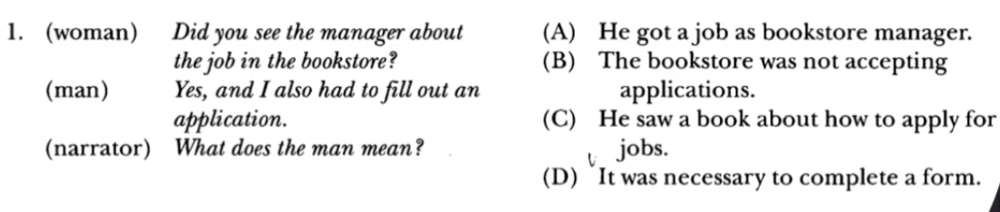 1. (woman) Did you see the manager about
the job in the bookstore?
(man) Yes, and I also had to fill out an
application.
(narrator) What does the man mean?
(A) He got a job as bookstore manager.
(B) The bookstore was not accepting
applications.
(C) He saw a book about how to apply for
jobs.
(D) It was necessary to complete a form.